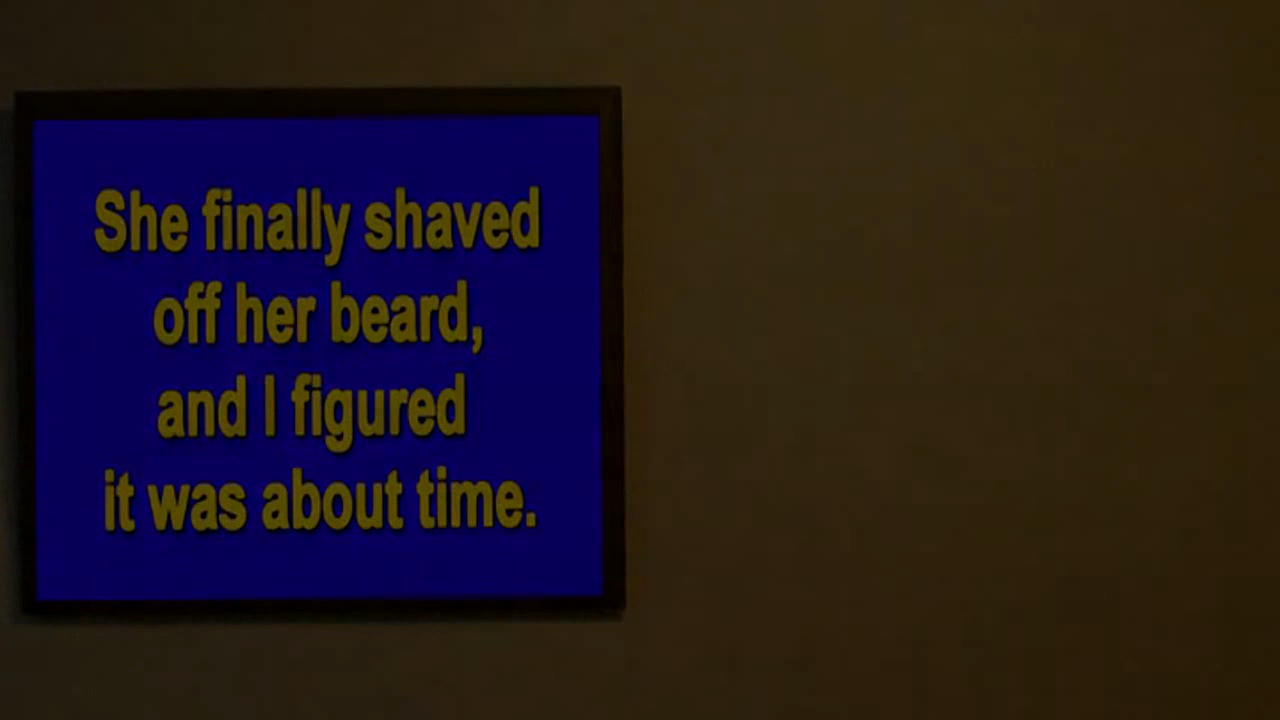 She finally shaved
off her beard,
and I figured
it was about time.